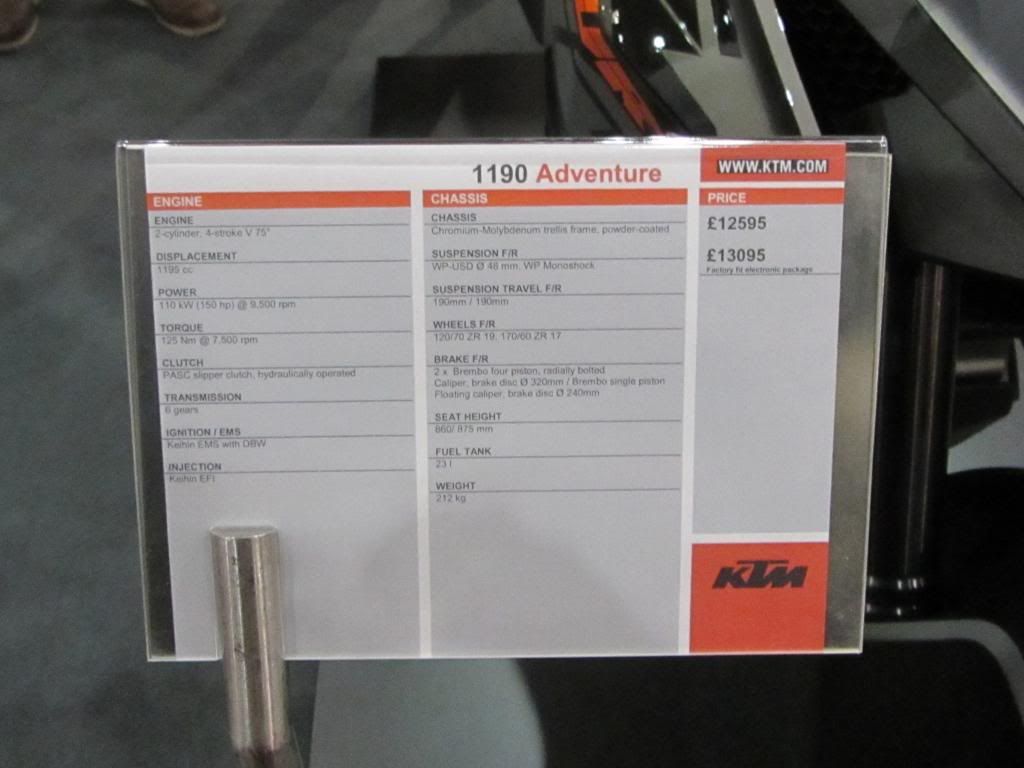 1190 Adventure
WWW.KTM.COM
ENGINE
ENGINE
2-cylinder, 4-stroke V 75°
DISPLACEMENT
1195 cc
POWER
110 kW (150 hp) @ 9,500 rpm
TORQUE
125 Nm @ 7,500 rpm
CLUTCH
PASC slipper clutch, hydraulically operated
TRANSMISSION
6 gears
IGNITION / EMS
Keihin EMS with DBW
INJECTION
Keihin EFI
CHASSIS
CHASSIS
Chromium-Molybdenum trellis frame, powder-coated
SUSPENSION F/R
WP-USD Ø 48 mm, WP Monoshock
SUSPENSION TRAVEL F/R
190mm / 190mm
WHEELS F/R
120/70 ZR 19, 170/60 ZR 17
BRAKE F/R
2 x Brembo four piston, radially bolted
Caliper, brake disc Ø 320mm / Brembo single piston
Floating caliper, brake disc Ø 240mm
SEAT HEIGHT
860/ 875 mm
FUEL TANK
23 l
WEIGHT
212 kg
PRICE
£12595
£13095
Factory fit electronic package
KTM